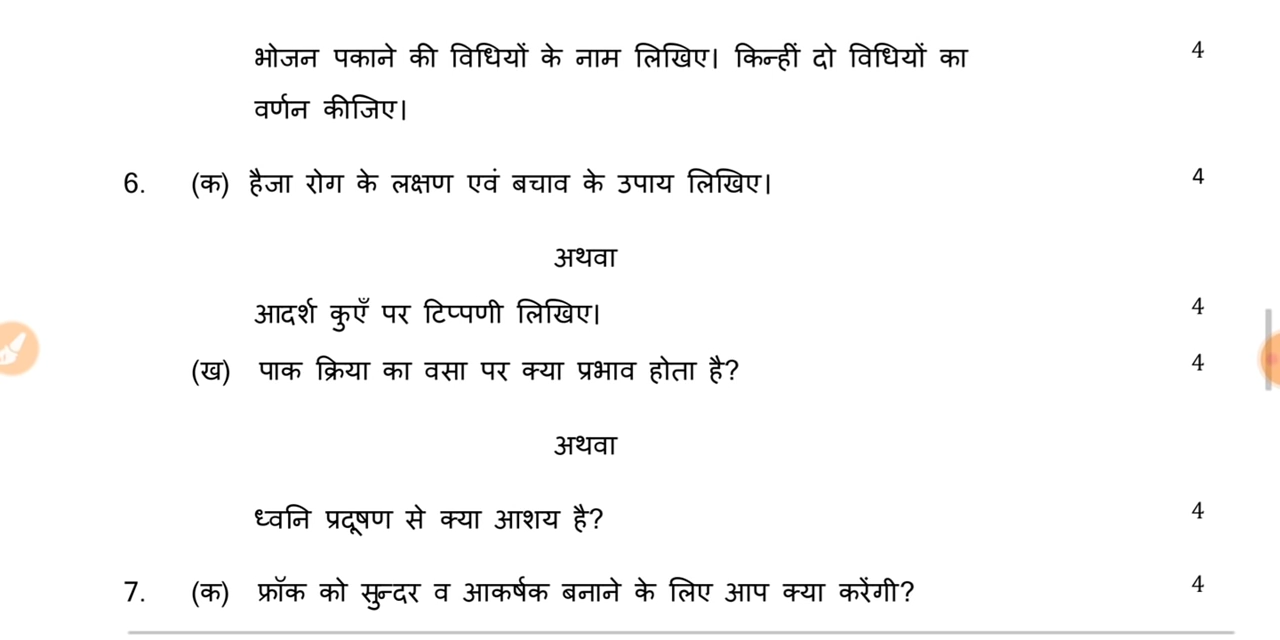 भोजन पकाने की विधियों के नाम लिखिए। किन्हीं दो विधियों का 4
वर्णन कीजिए।
6. (क) हैजा रोग के लक्षण एवं बचाव के उपाय लिखिए। 4
अथवा
आदर्श कुएँ पर टिप्पणी लिखिए। 4
(ख) पाक क्रिया का वसा पर क्या प्रभाव होता है? 4
अथवा
ध्वनि प्रदूषण से क्या आशय है? 4
7. (क) फ्रॉक को सुन्दर व आकर्षक बनाने के लिए आप क्या करेंगी? 4